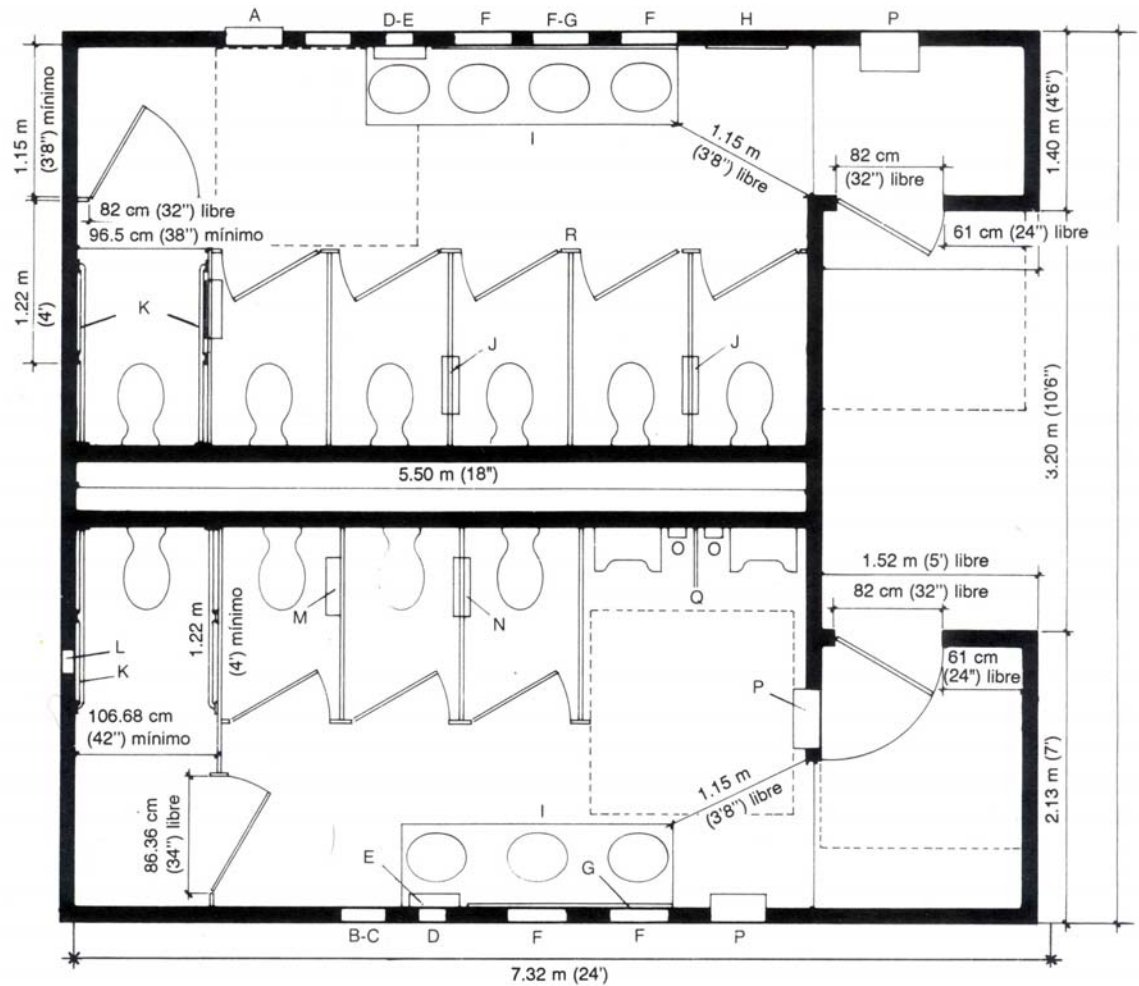 A
D-E
F
F-G
F
H
P
1.15 m
(3'8") mínimo
I
1.15 m
(3'8") libre
82 cm
(32") libre
1.40 m (4'6")
82 cm (32") libre
96.5 cm (38") mínimo
R
61 cm (24") libre
1.22 m
(4')
K
J
J
3.20 m (10'6")
5.50 m (18")
O
O
Q
1.52 m (5') libre
82 cm (32") libre
M
N
1.22 m
(4') mínimo
L
K
61 cm
(24") libre
P
106.68 cm
(42") mínimo
1.15 m
(3'8") libre
2.13 m (7')
86.36 cm
(34") libre
I
E
G
B-C
D
F
F
P
7.32 m (24')